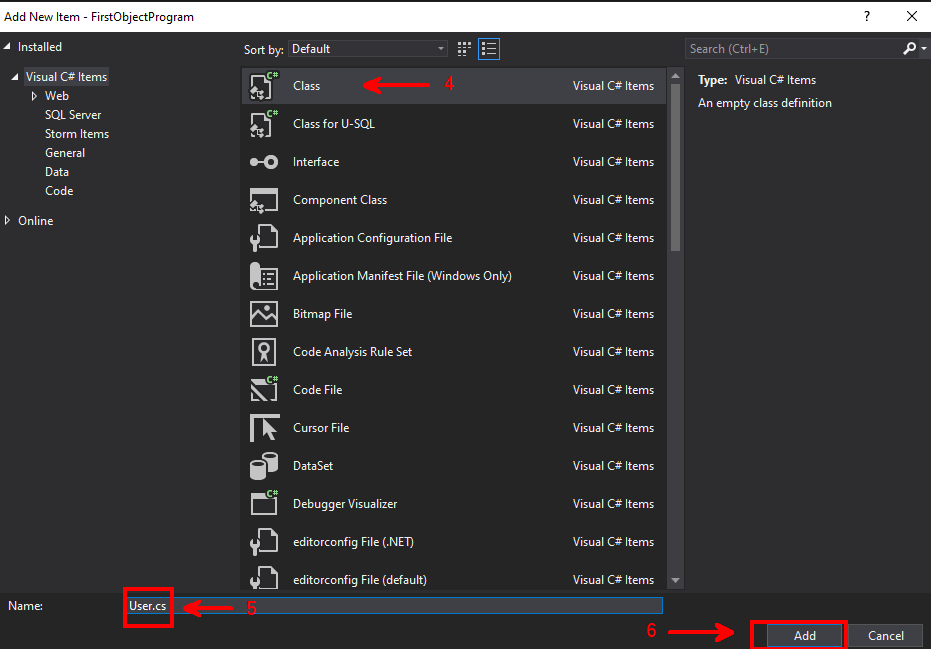 Add New Item - FirstObjectProgram ?
Installed
Visual C# Items
Web
SQL Server
Storm Items
General
Data
Code
Online
Sort by: Default
Search (Ctrl+E)
C# Class 4 Visual C# Items
C# Class for U-SQL Visual C# Items
Interface Visual C# Items
Component Class Visual C# Items
Application Configuration File Visual C# Items
Application Manifest File (Windows Only) Visual C# Items
Bitmap File Visual C# Items
Code Analysis Rule Set Visual C# Items
C# Code File Visual C# Items
Cursor File Visual C# Items
DataSet Visual C# Items
C# Debugger Visualizer Visual C# Items
editorconfig File (.NET) Visual C# Items
editorconfig File (default) Visual C# Items
Type: Visual C# Items
An empty class definition
Name: User.cs 5
6 Add Cancel